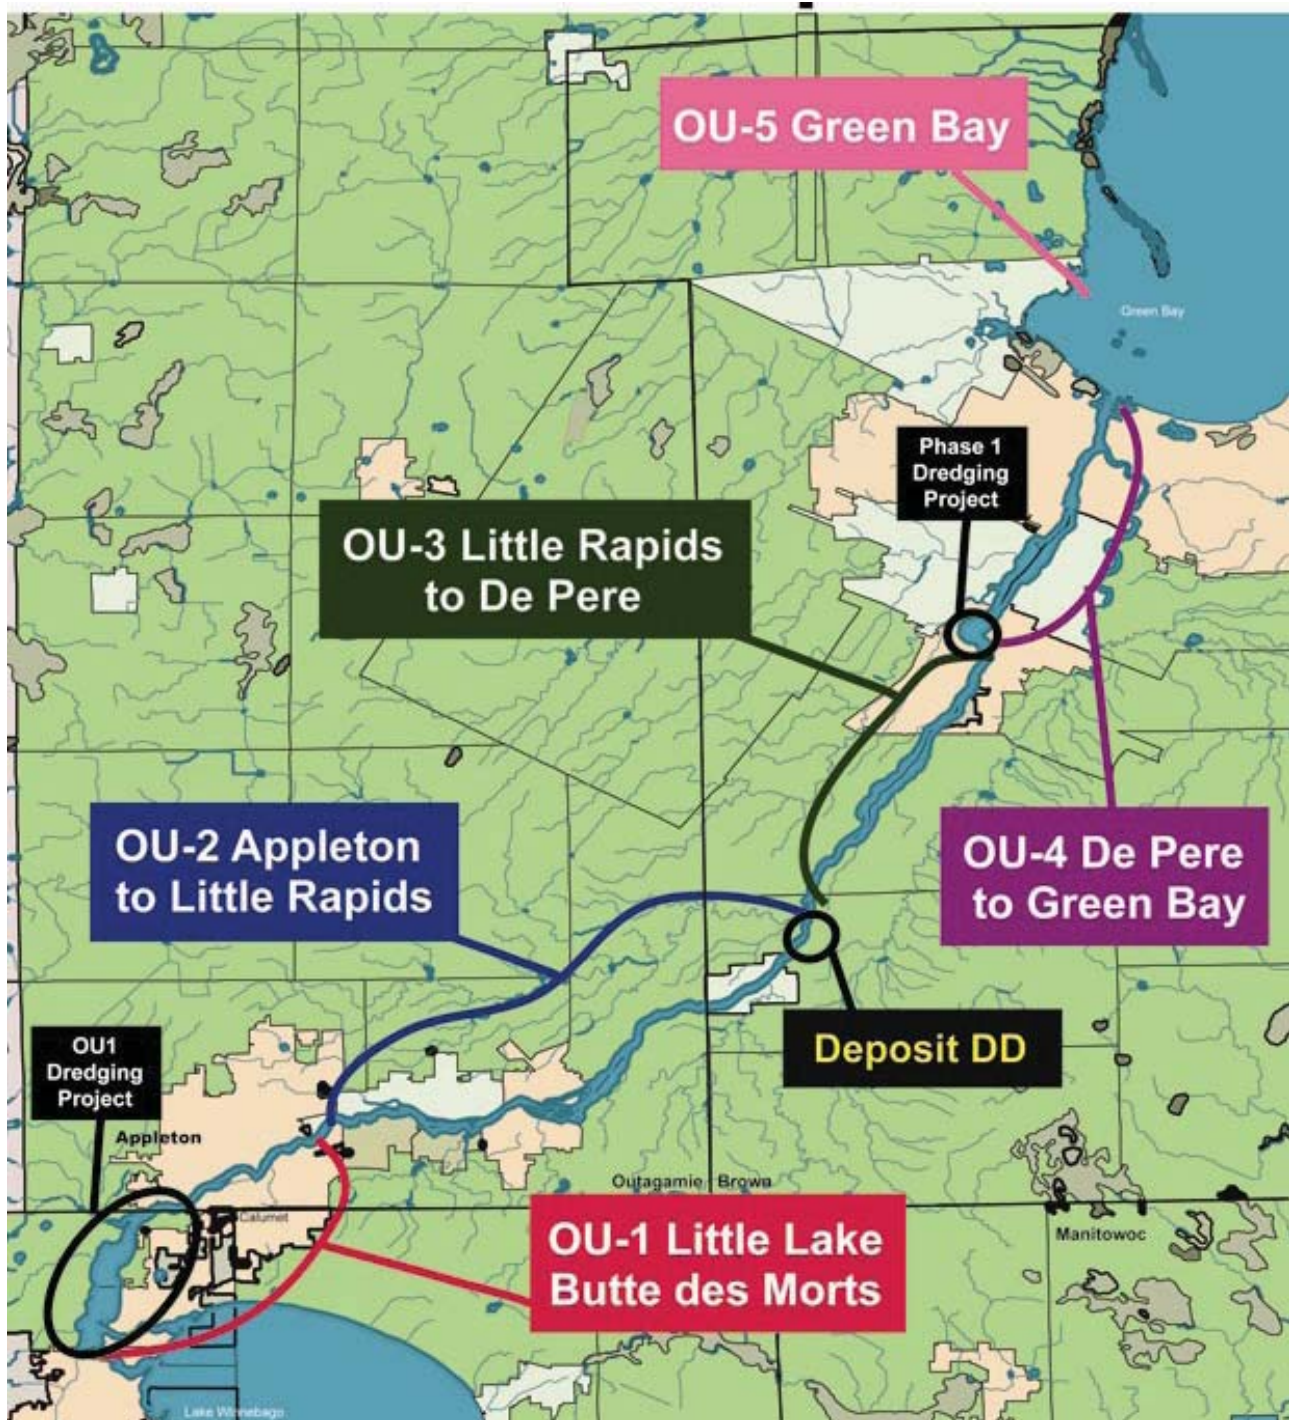 OU-5 Green Bay
Green Bay
Phase 1
Dredging
Project
OU-3 Little Rapids
to De Pere
OU-2 Appleton
to Little Rapids
OU-4 De Pere
to Green Bay
Deposit DD
OU1
Dredging
Project
Appleton
Outagamie Brown
Calumet
OU-1 Little Lake
Butte des Morts
Manitowoc
Lake Winnebago